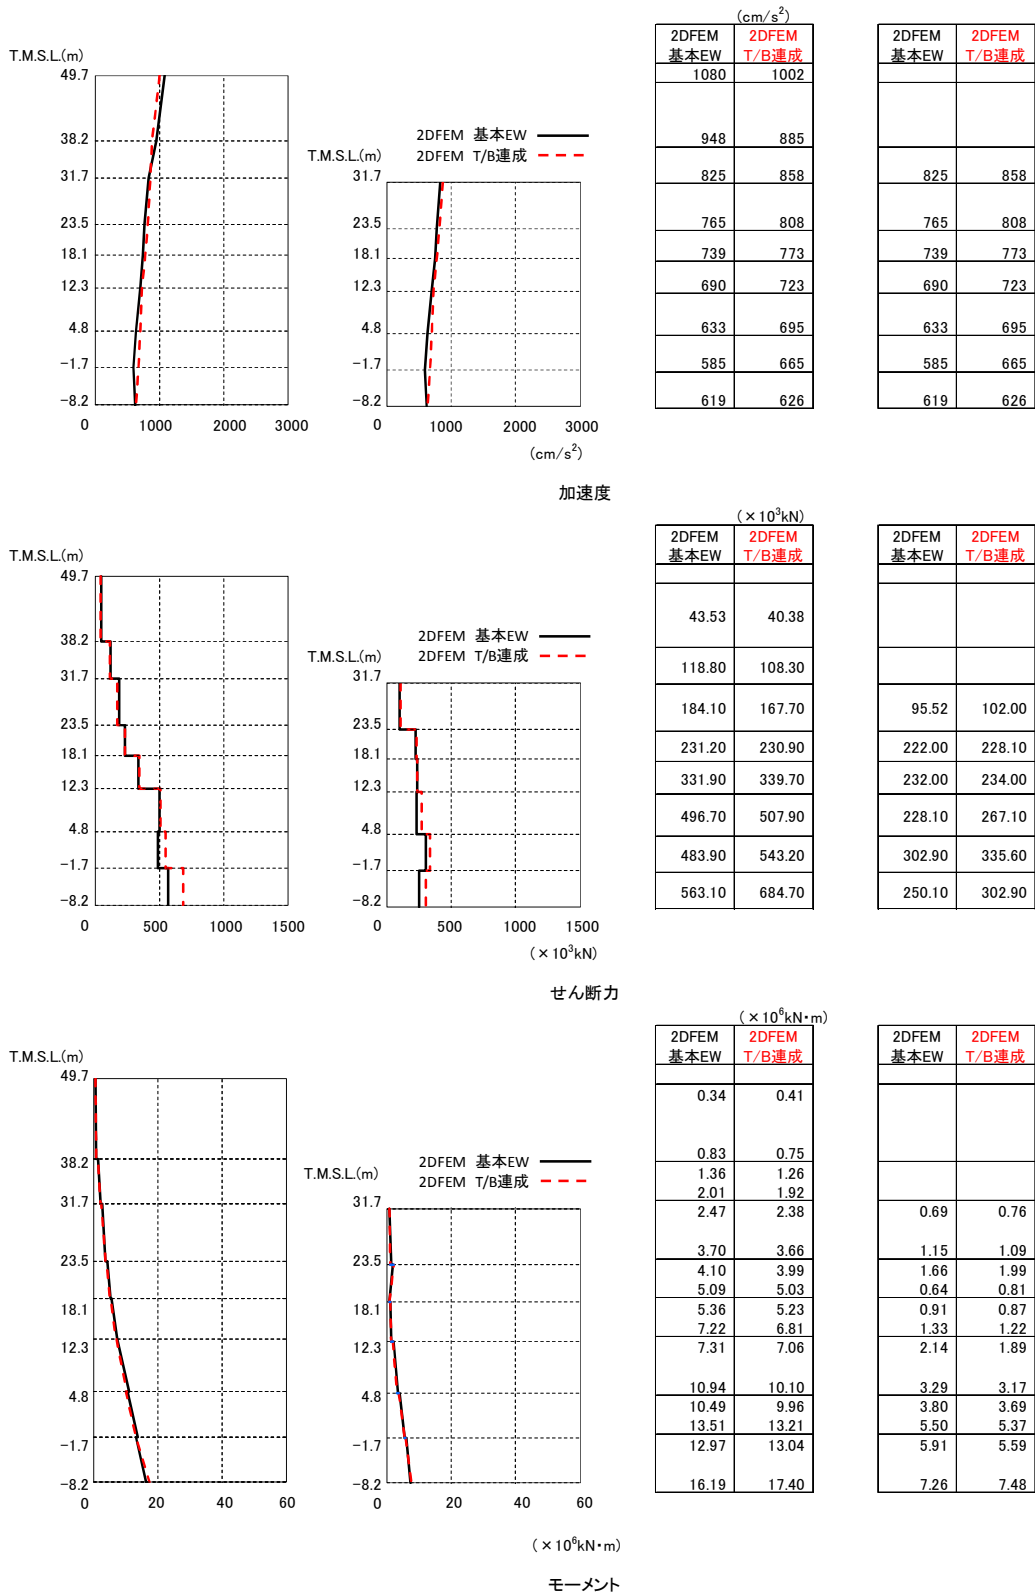 (cm/s²)
2DFEM 2DFEM 2DFEM 2DFEM
基本EW T/B連成 基本EW T/B連成
1080 1002
948 885
825 858 825 858
765 808 765 808
739 773 739 773
690 723 690 723
633 695 633 695
585 665 585 665
619 626 619 626
T.M.S.L.(m)
49.7
38.2
31.7
23.5
18.1
12.3
4.8
−1.7
−8.2
0 1000 2000 3000
2DFEM 基本EW
2DFEM T/B連成
T.M.S.L.(m)
31.7
23.5
18.1
12.3
4.8
−1.7
−8.2
0 1000 2000 3000
(cm/s²)
加速度
(×10³kN)
2DFEM 2DFEM 2DFEM 2DFEM
基本EW T/B連成 基本EW T/B連成
43.53 40.38
118.80 108.30
184.10 167.70 95.52 102.00
231.20 230.90 222.00 228.10
331.90 339.70 232.00 234.00
496.70 507.90 228.10 267.10
483.90 543.20 302.90 335.60
563.10 684.70 250.10 302.90
T.M.S.L.(m)
49.7
38.2
31.7
23.5
18.1
12.3
4.8
−1.7
−8.2
0 500 1000 1500
2DFEM 基本EW
2DFEM T/B連成
T.M.S.L.(m)
31.7
23.5
18.1
12.3
4.8
−1.7
−8.2
0 500 1000 1500
(×10³kN)
せん断力
(×10⁶kN・m)
2DFEM 2DFEM 2DFEM 2DFEM
基本EW T/B連成 基本EW T/B連成
0.34 0.41
0.83 0.75
1.36 1.26
2.01 1.92
2.47 2.38 0.69 0.76
3.70 3.66 1.15 1.09
4.10 3.99 1.66 1.99
5.09 5.03 0.64 0.81
5.36 5.23 0.91 0.87
7.22 6.81 1.33 1.22
7.31 7.06 2.14 1.89
10.94 10.10 3.29 3.17
10.49 9.96 3.80 3.69
13.51 13.21 5.50 5.37
12.97 13.04 5.91 5.59
16.19 17.40 7.26 7.48
T.M.S.L.(m)
49.7
38.2
31.7
23.5
18.1
12.3
4.8
−1.7
−8.2
0 20 40 60
2DFEM 基本EW
2DFEM T/B連成
T.M.S.L.(m)
31.7
23.5
18.1
12.3
4.8
−1.7
−8.2
0 20 40 60
(×10⁶kN・m)
モーメント